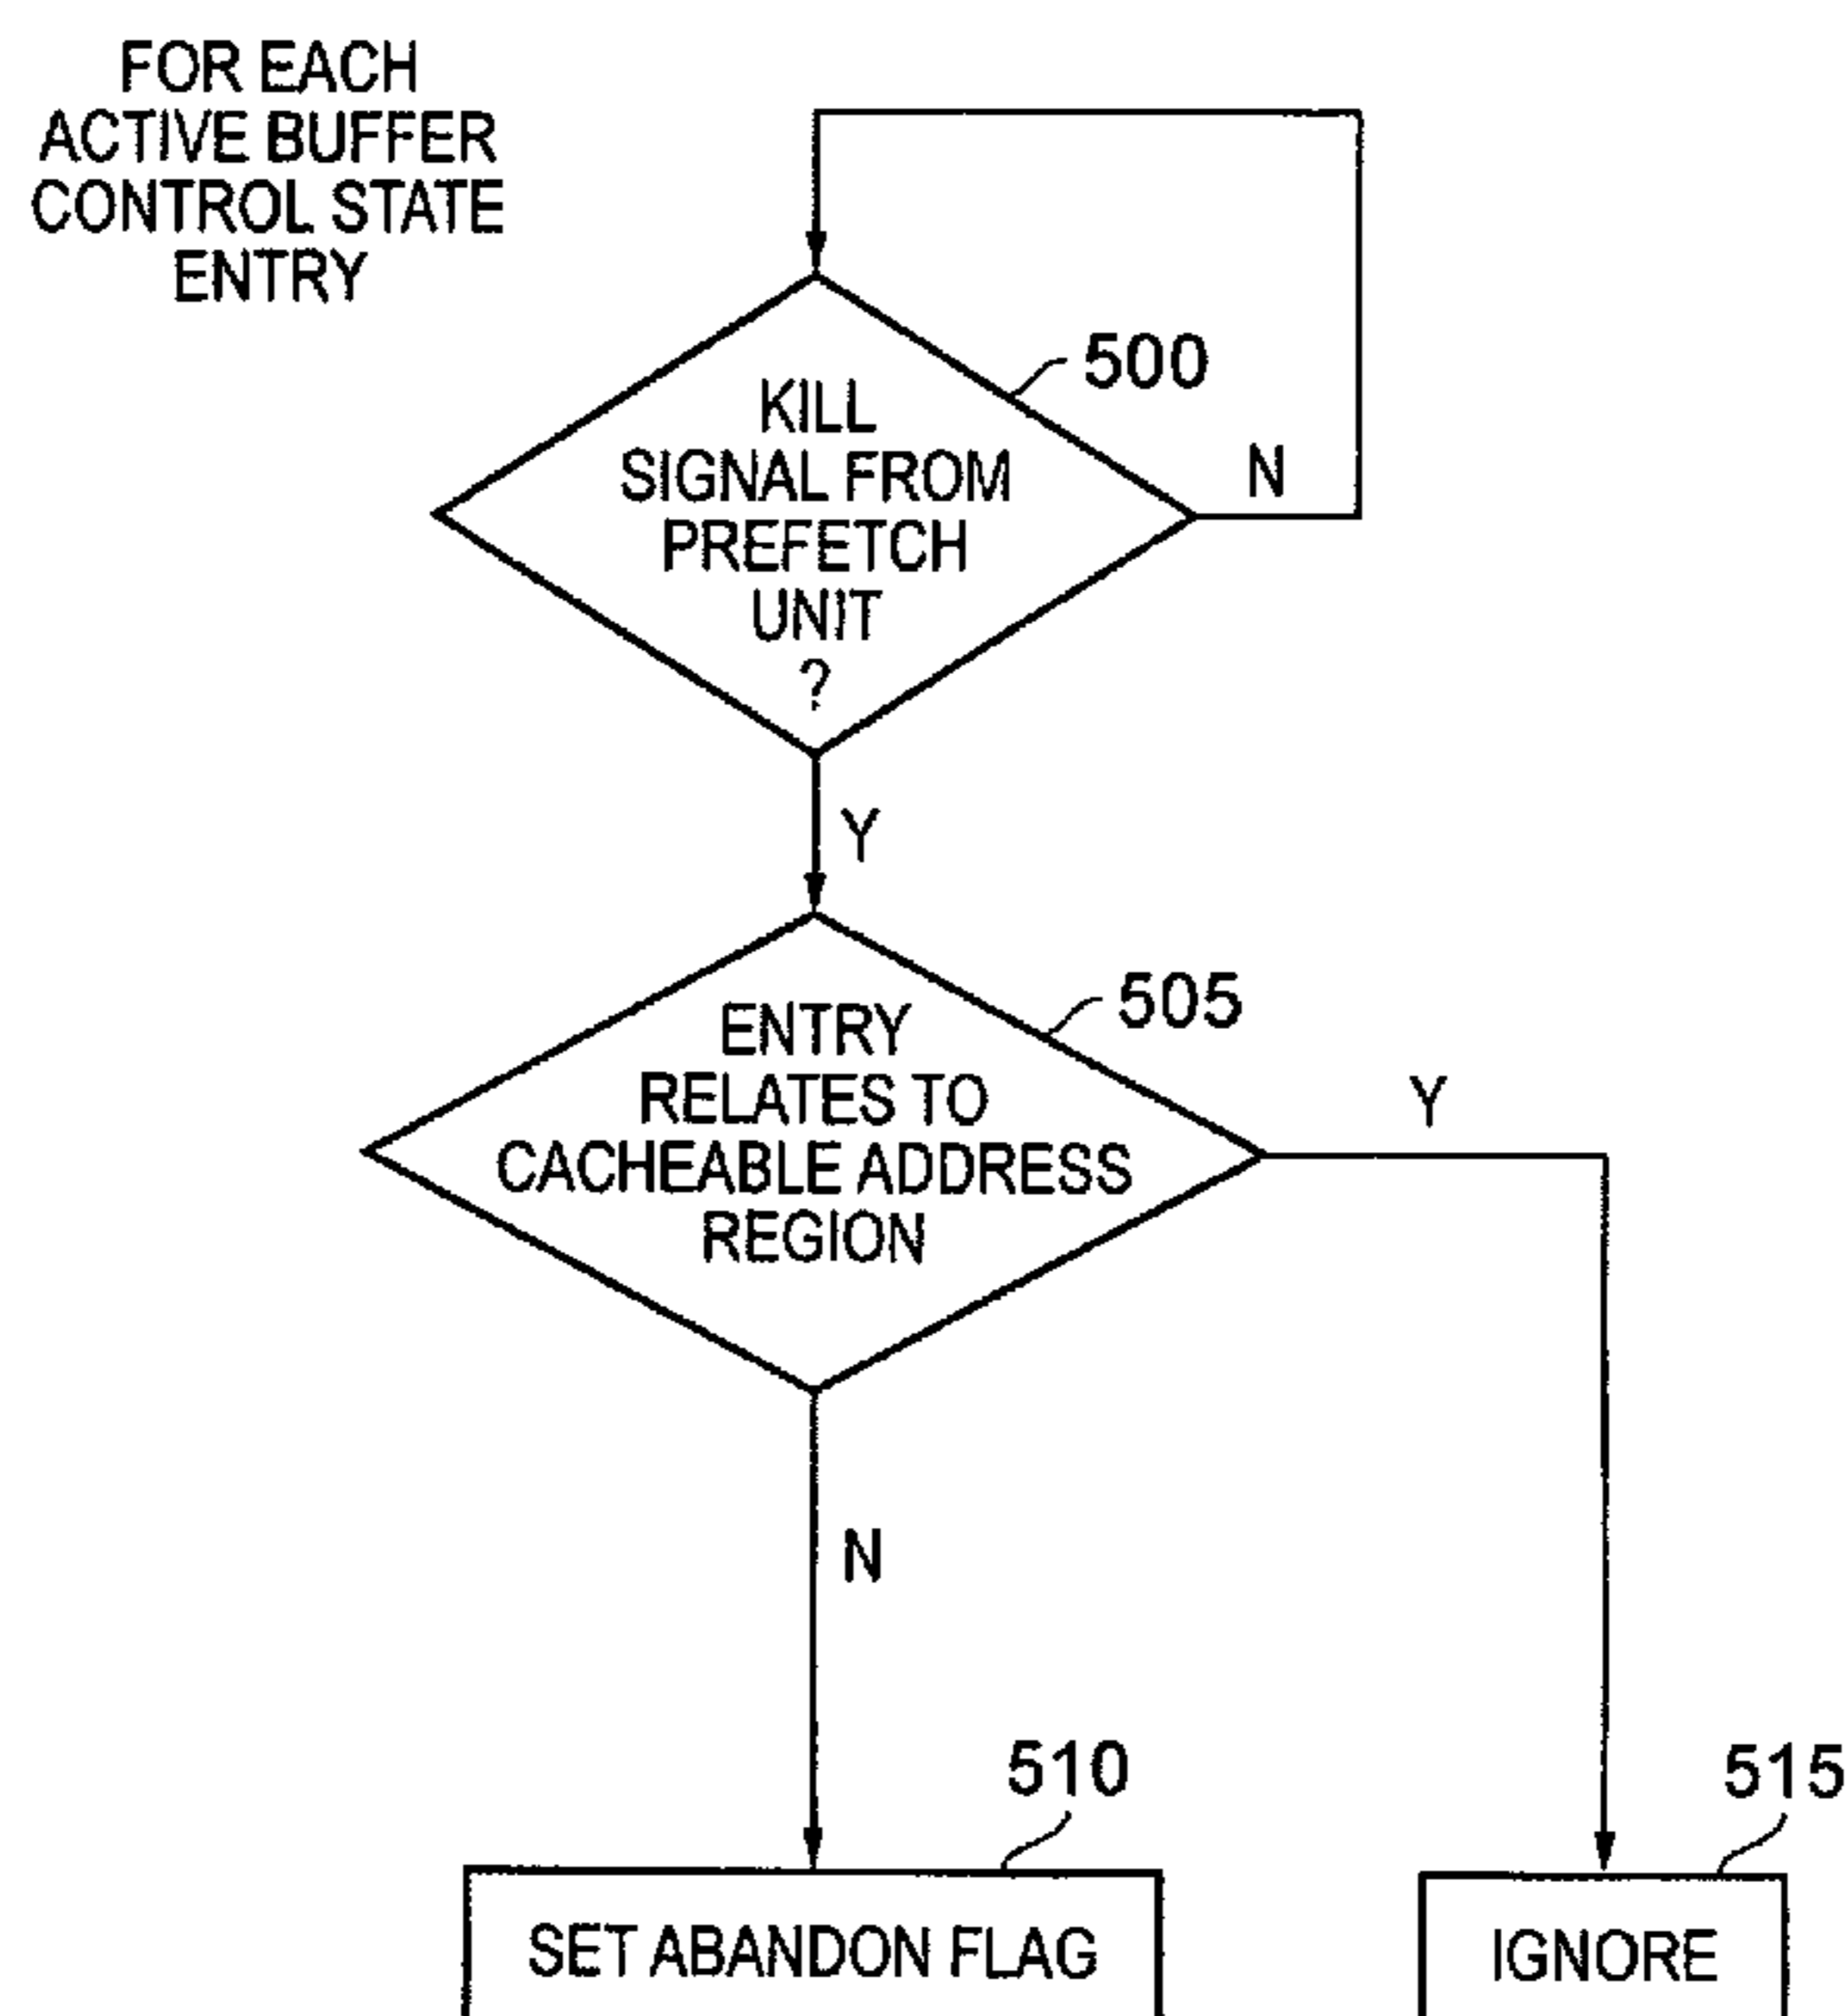 FOR EACH
ACTIVE BUFFER
CONTROL STATE
ENTRY
500
KILL
SIGNAL FROM
PREFETCH
UNIT
?
N
Y
505
ENTRY
RELATES TO
CACHEABLE ADDRESS
REGION
Y
N
510
515
SET ABANDON FLAG
IGNORE